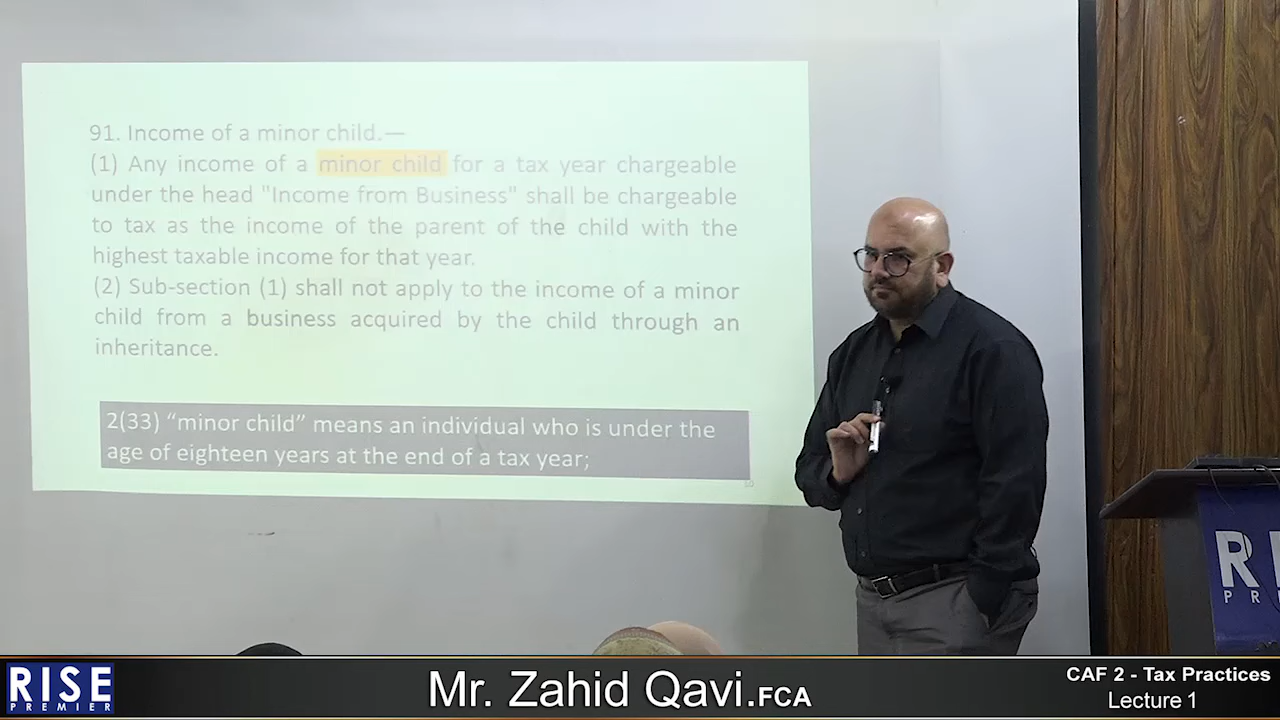 91. Income of a minor child.—
(1) Any income of a minor child for a tax year chargeable
under the head "Income from Business" shall be chargeable
to tax as the income of the parent of the child with the
highest taxable income for that year.
(2) Sub-section (1) shall not apply to the income of a minor
child from a business acquired by the child through an
inheritance.
2(33) “minor child” means an individual who is under the
age of eighteen years at the end of a tax year;
RISE
PREMIER
Mr. Zahid Qavi.FCA
CAF 2 - Tax Practices
Lecture 1